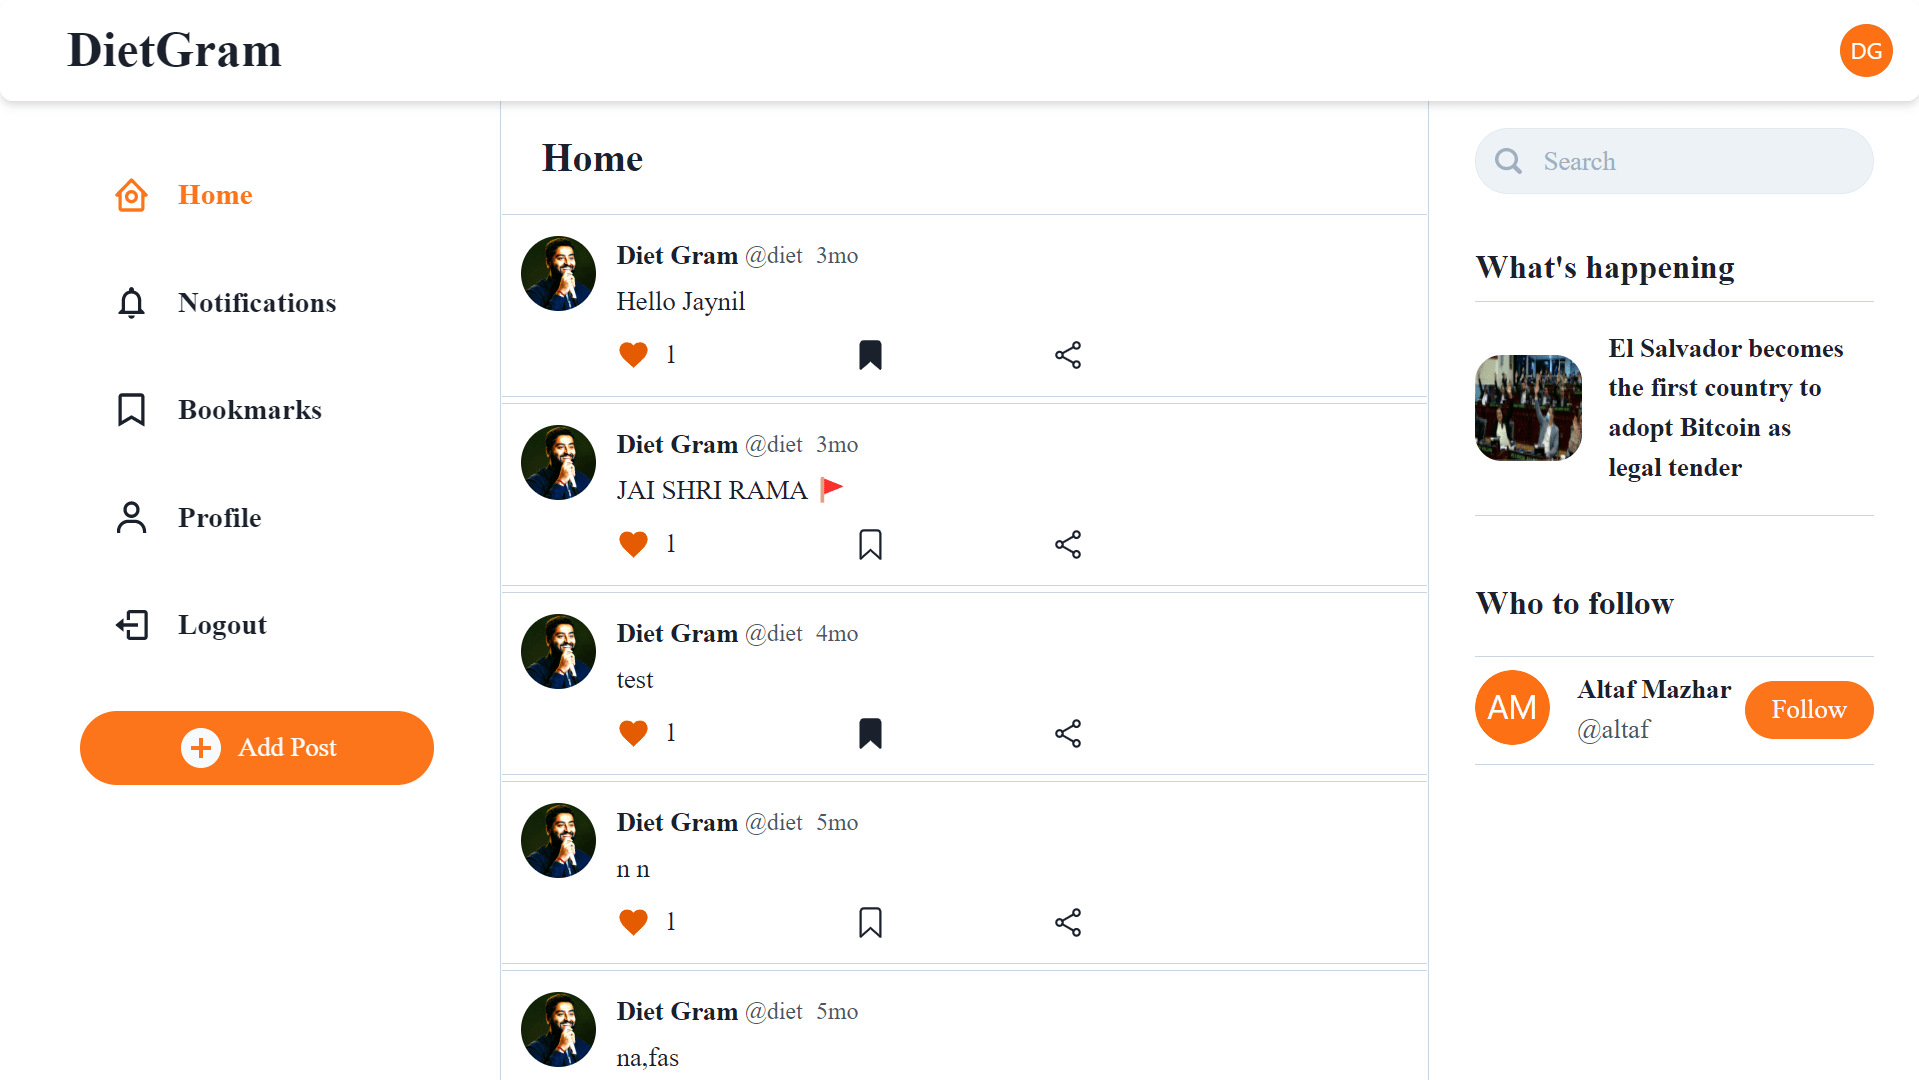 DietGram
DG
Home
Notifications
Bookmarks
Profile
Logout
Add Post
Home
Diet Gram @diet 3mo
Hello Jaynil
1
Diet Gram @diet 3mo
JAI SHRI RAMA 🚩
1
Diet Gram @diet 4mo
test
1
Diet Gram @diet 5mo
n n
1
Diet Gram @diet 5mo
na,fas
Search
What's happening
El Salvador becomes
the first country to
adopt Bitcoin as
legal tender
Who to follow
AM
Altaf Mazhar
@altaf
Follow